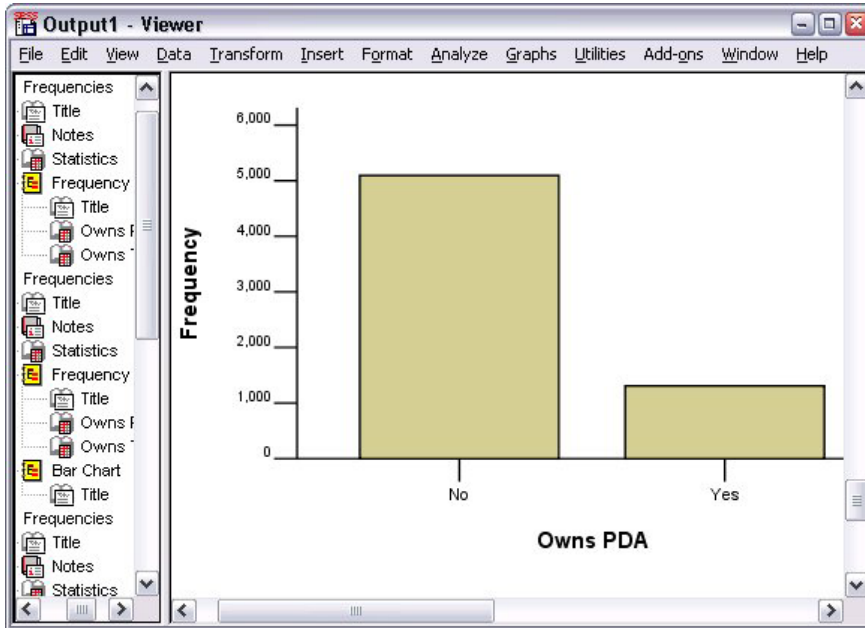 Output1 - Viewer
File Edit View Data Transform Insert Format Analyze Graphs Utilities Add-ons Window Help
Frequencies
Title
Notes
Statistics
Frequency
Title
Owns
Owns
Frequencies
Title
Notes
Statistics
Frequency
Title
Owns
Owns
Bar Chart
Title
Frequencies
Title
Notes
Statistics
6,000
5,000
4,000
3,000
2,000
1,000
0
Frequency
No Yes
Owns PDA